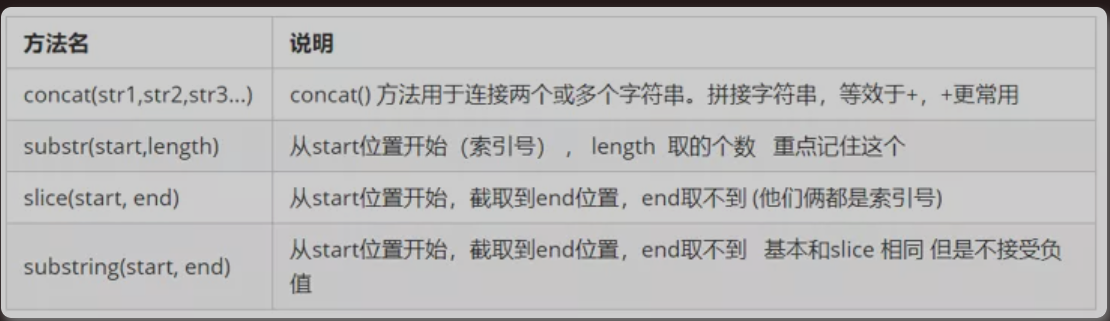 方法名 说明
concat(str1,str2,str3...) concat() 方法用于连接两个或多个字符串。拼接字符串，等效于+，+更常用
substr(start,length) 从start位置开始（索引号）， length 取的个数 重点记住这个
slice(start, end) 从start位置开始，截取到end位置，end取不到 (他们俩都是索引号)
substring(start, end) 从start位置开始，截取到end位置，end取不到 基本和slice 相同 但是不接受负
值